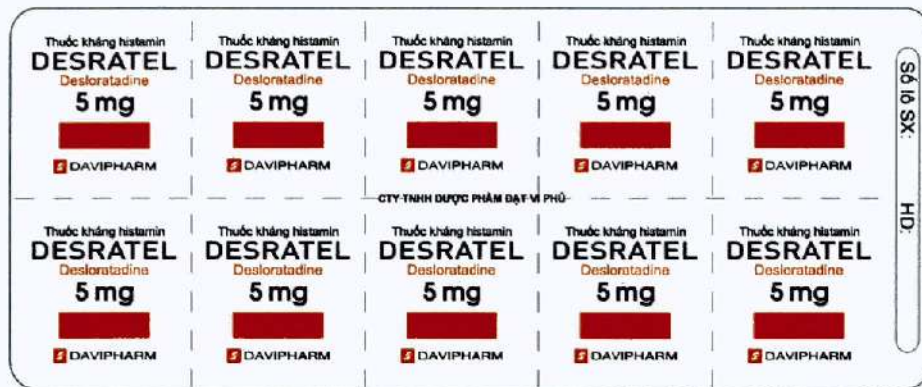 Thuốc kháng histamin Thuốc kháng histamin Thuốc kháng histamin Thuốc kháng histamin Thuốc kháng histamin
DESRATEL DESRATEL DESRATEL DESRATEL DESRATEL
Desloratadine Desloratadine Desloratadine Desloratadine Desloratadine
5 mg 5 mg 5 mg 5 mg 5 mg
DAVIPHARM DAVIPHARM DAVIPHARM DAVIPHARM DAVIPHARM
CTY TNHH DƯỢC PHẨM ĐẠT VI PHÚ
Thuốc kháng histamin Thuốc kháng histamin Thuốc kháng histamin Thuốc kháng histamin Thuốc kháng histamin
DESRATEL DESRATEL DESRATEL DESRATEL DESRATEL
Desloratadine Desloratadine Desloratadine Desloratadine Desloratadine
5 mg 5 mg 5 mg 5 mg 5 mg
DAVIPHARM DAVIPHARM DAVIPHARM DAVIPHARM DAVIPHARM
Số lô SX: HD: